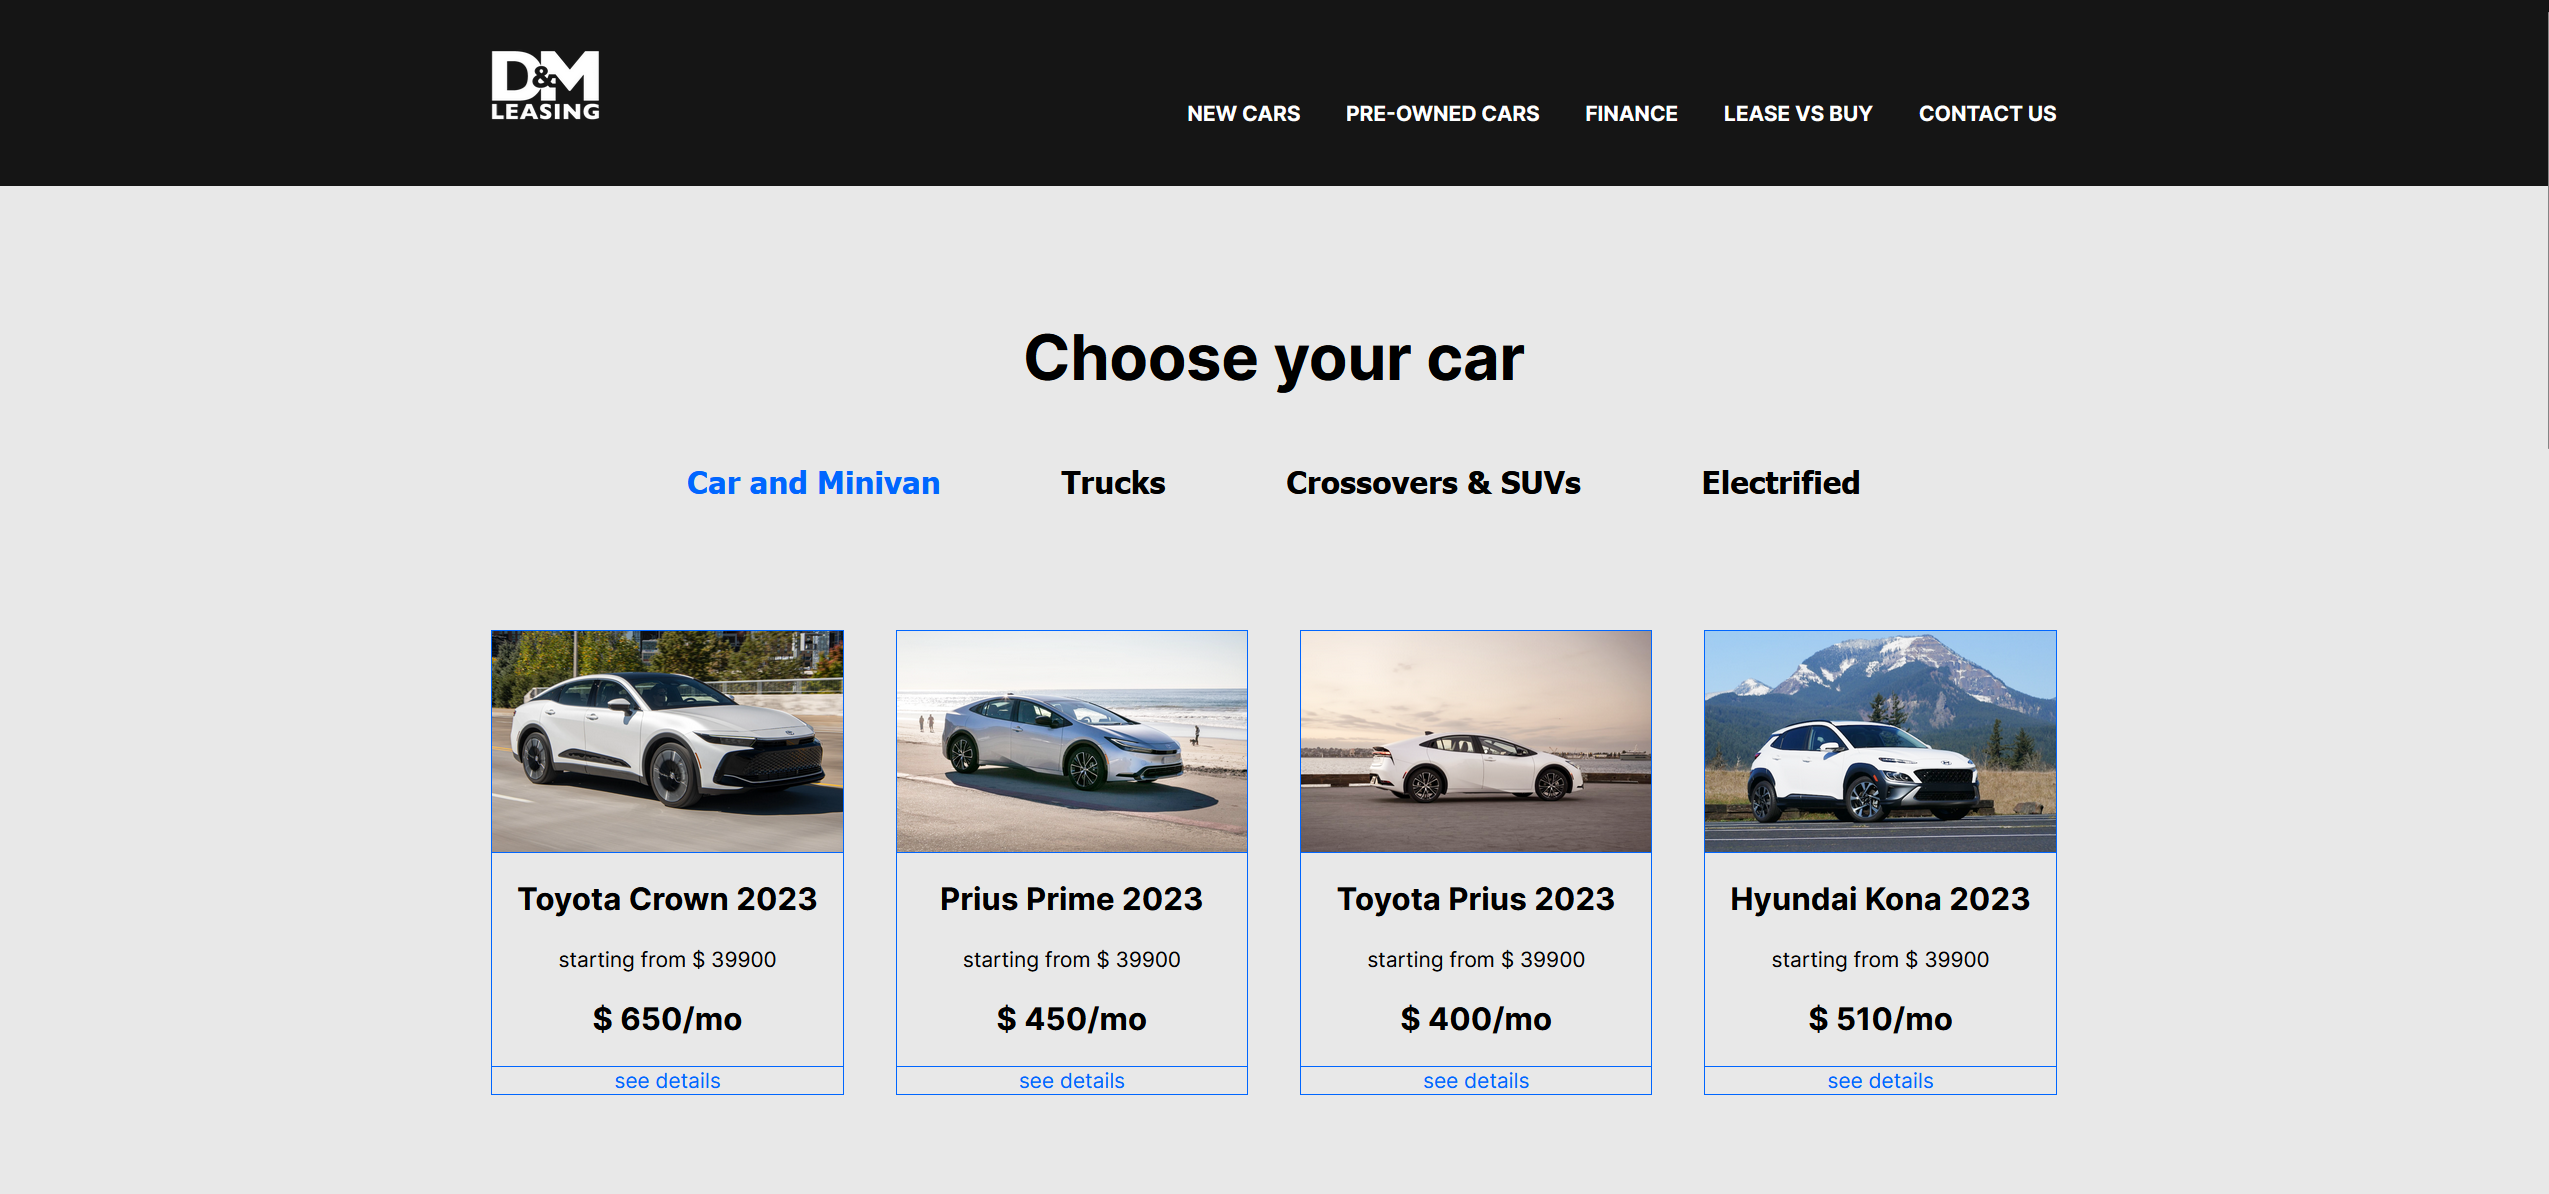 D&M
LEASING
NEW CARS PRE-OWNED CARS FINANCE LEASE VS BUY CONTACT US
Choose your car
Car and Minivan Trucks Crossovers & SUVs Electrified
Toyota Crown 2023 Prius Prime 2023 Toyota Prius 2023 Hyundai Kona 2023
starting from $ 39900 starting from $ 39900 starting from $ 39900 starting from $ 39900
$ 650/mo $ 450/mo $ 400/mo $ 510/mo
see details see details see details see details